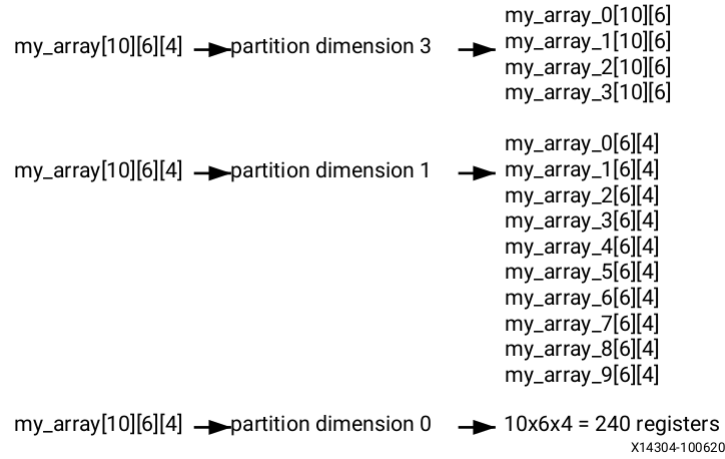 my_array[10][6][4] partition dimension 3
my_array_0[10][6]
my_array_1[10][6]
my_array_2[10][6]
my_array_3[10][6]
my_array[10][6][4] partition dimension 1
my_array_0[6][4]
my_array_1[6][4]
my_array_2[6][4]
my_array_3[6][4]
my_array_4[6][4]
my_array_5[6][4]
my_array_6[6][4]
my_array_7[6][4]
my_array_8[6][4]
my_array_9[6][4]
my_array[10][6][4] partition dimension 0 10x6x4 = 240 registers
X14304-100620